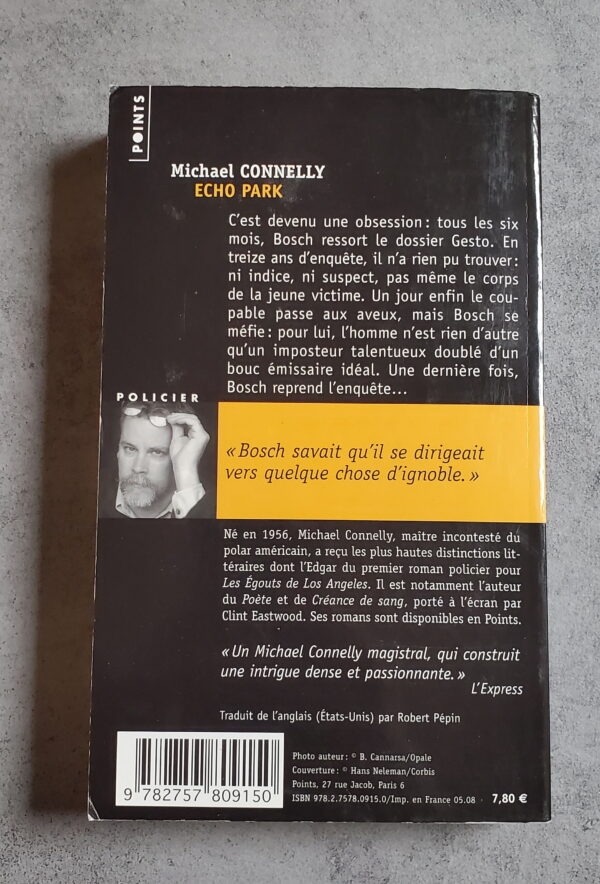 POINTS
Michael CONNELLY
ECHO PARK
C'est devenu une obsession : tous les six
mois, Bosch ressort le dossier Gesto. En
treize ans d'enquête, il n'a rien pu trouver :
ni indice, ni suspect, pas même le corps
de la jeune victime. Un jour enfin le cou-
pable passe aux aveux, mais Bosch se
méfie : pour lui, l'homme n'est rien d'autre
qu'un imposteur talentueux doublé d'un
bouc émissaire idéal. Une dernière fois,
Bosch reprend l'enquête…
POLICIER
« Bosch savait qu'il se dirigeait
vers quelque chose d'ignoble. »
Né en 1956, Michael Connelly, maître incontesté du
polar américain, a reçu les plus hautes distinctions lit-
téraires dont l'Edgar du premier roman policier pour
Les Égouts de Los Angeles. Il est notamment l'auteur
du Poète et de Créance de sang, porté à l'écran par
Clint Eastwood. Ses romans sont disponibles en Points.
« Un Michael Connelly magistral, qui construit
une intrigue dense et passionnante. »
L'Express
Traduit de l'anglais (États-Unis) par Robert Pépin
Photo auteur : © B. Cannarsa/Opale
Couverture : © Hans Neleman/Corbis
Points, 27 rue Jacob, Paris 6
ISBN 978.2.7578.0915.0/Imp. en France 05.08 · 7,80 €
9 782757 809150